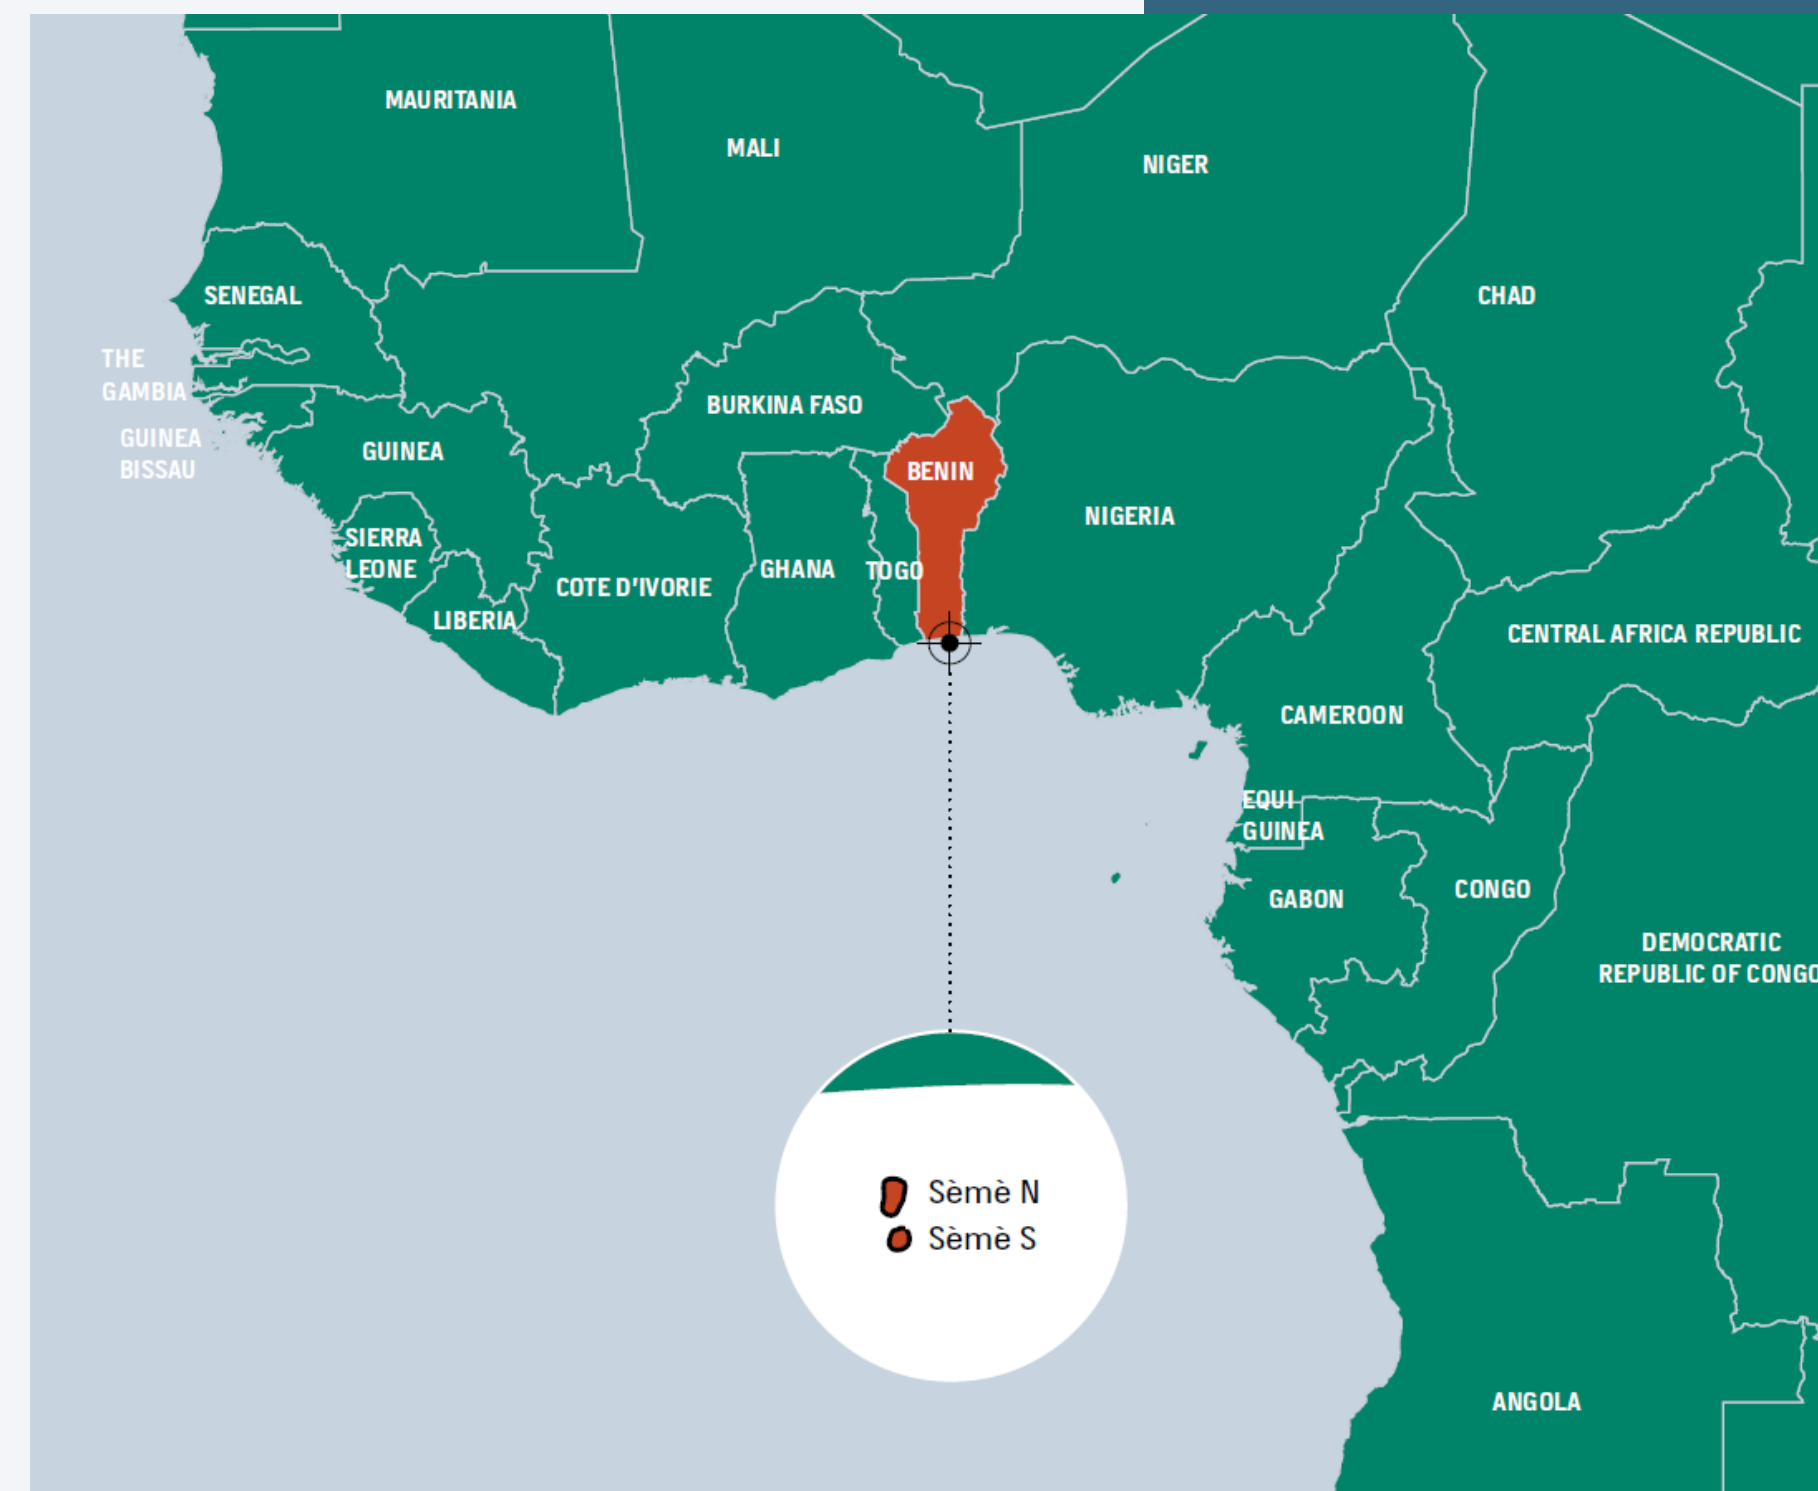 MAURITANIA
MALI
NIGER
SENEGAL
CHAD
THE
GAMBIA
BURKINA FASO
GUINEA
BISSAU
GUINEA
BENIN
NIGERIA
SIERRA
LEONE
GHANA
TOGO
COTE D'IVORIE
LIBERIA
CENTRAL AFRICA REPUBLIC
CAMEROON
EQUI
GUINEA
GABON
CONGO
DEMOCRATIC
REPUBLIC OF CONGO
Sèmè N
Sèmè S
ANGOLA